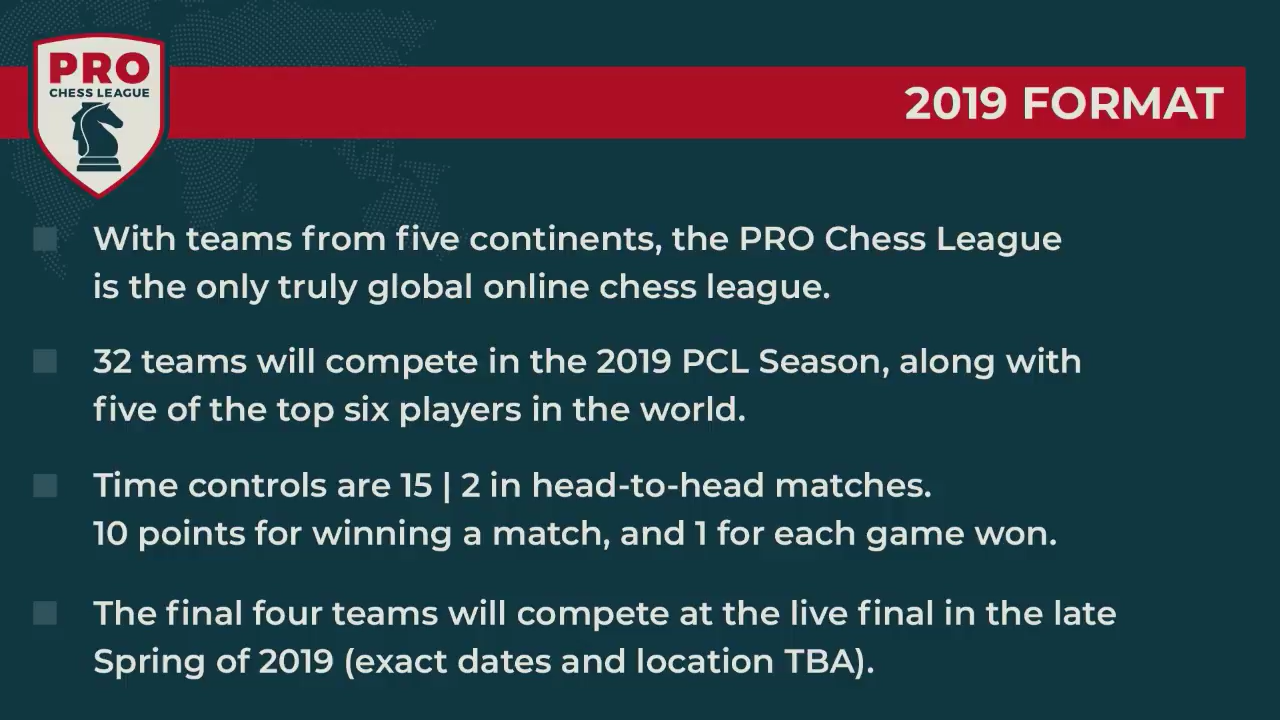 PRO
CHESS LEAGUE
2019 FORMAT
With teams from five continents, the PRO Chess League
is the only truly global online chess league.
32 teams will compete in the 2019 PCL Season, along with
five of the top six players in the world.
Time controls are 15 | 2 in head-to-head matches.
10 points for winning a match, and 1 for each game won.
The final four teams will compete at the live final in the late
Spring of 2019 (exact dates and location TBA).